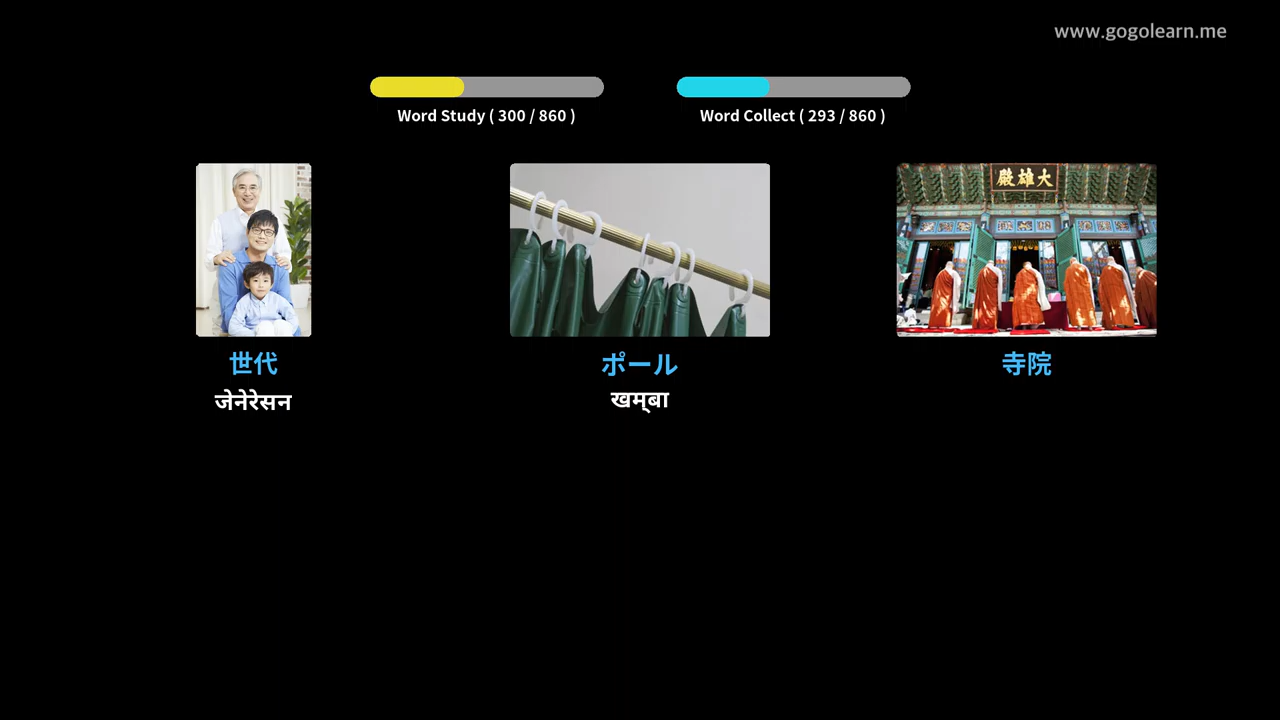 www.gogolearn.me
Word Study ( 300 / 860 )
Word Collect ( 293 / 860 )
大雄殿
世代
ポール
寺院
जेनेरेसन
खम्‌बा